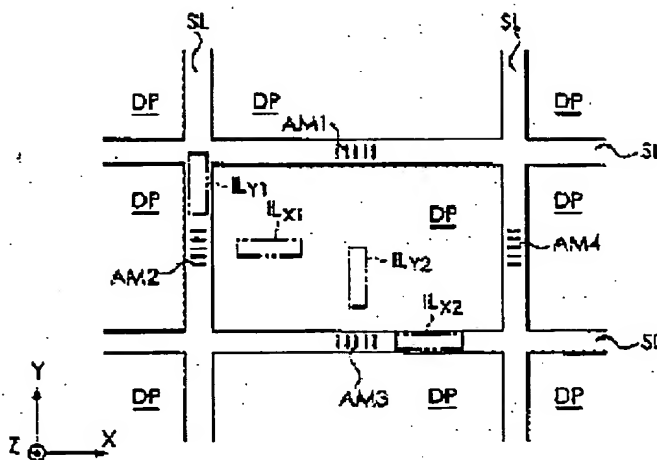 SL SL
DP DP DP
AM1
SL
ILY1
DP ILX1 DP DP
AM2 ILY2 AM4
ILX2
SL
AM3
DP DP DP
Y
Z X